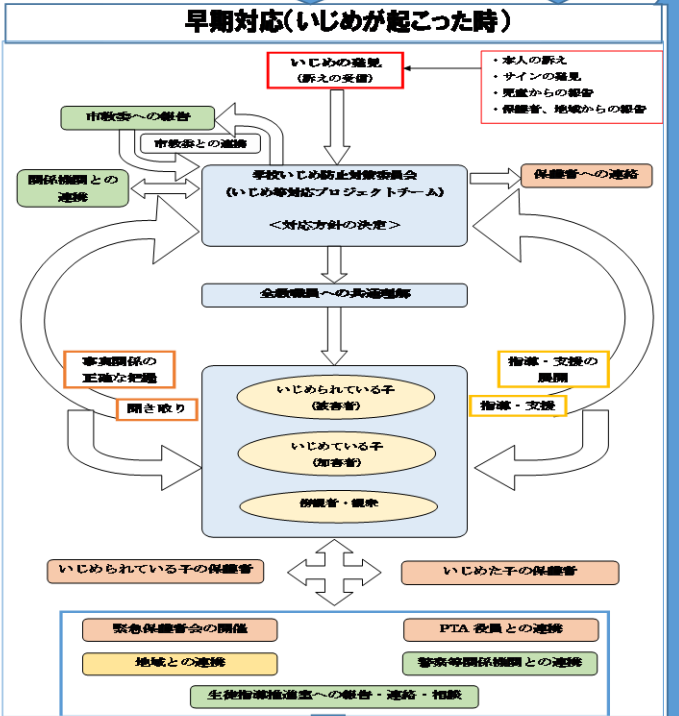 早期対応(いじめが起こった時)
いじめの発見
(訴えの受信)
・本人の訴え
・サインの発見
・児童からの報告
・保護者、地域からの報告
市教委への報告
市教委との連携
関係機関との
連携
学校いじめ防止対策委員会
(いじめ等対応プロジェクトチーム)
＜対応方針の決定＞
保護者への連絡
全教職員への共通理解
事実関係の
正確な把握
聞き取り
指導・支援の
展開
指導・支援
いじめられている子
(被害者)
いじめている子
(加害者)
傍観者・観衆
いじめられている子の保護者
いじめた子の保護者
緊急保護者会の開催
PTA 役員との連携
地域との連携
警察等関係機関との連携
生徒指導推進室への報告・連絡・相談